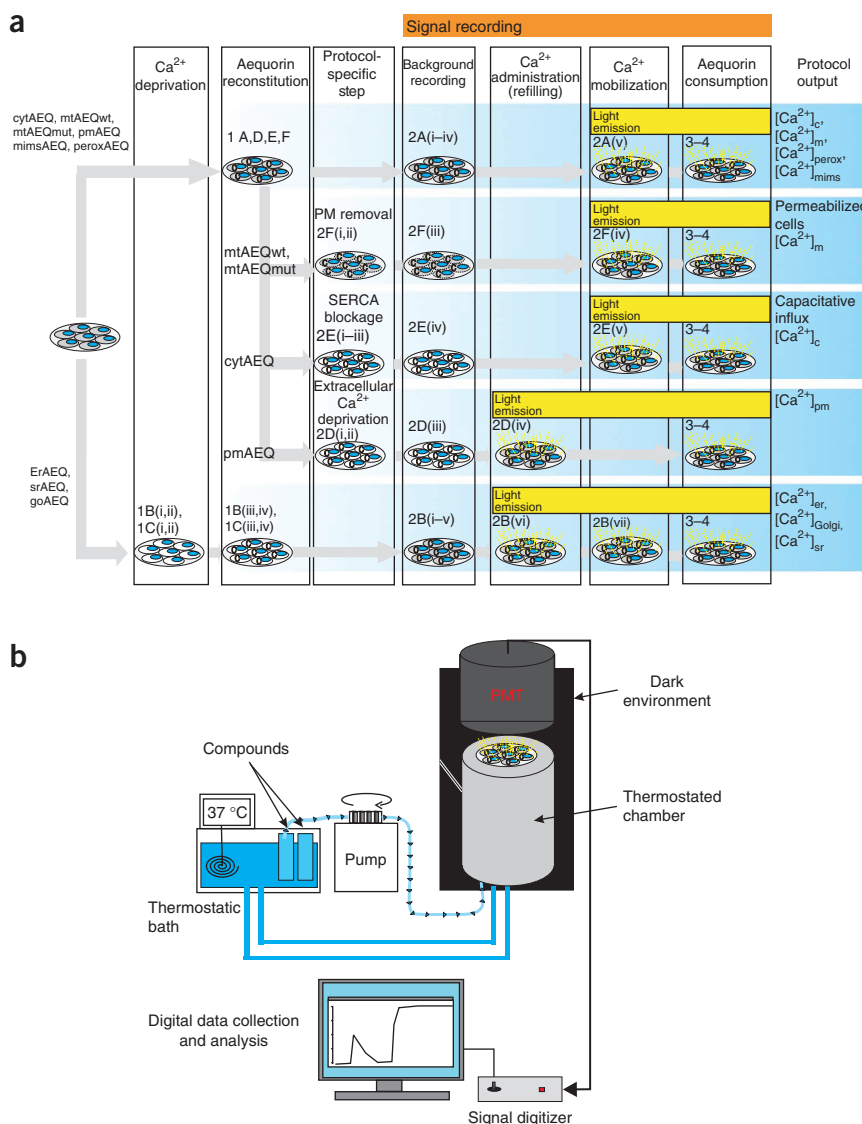 a
Signal recording
Ca2+
deprivation
Aequorin
reconstitution
Protocol-
specific
step
Background
recording
Ca2+
administration
(refilling)
Ca2+
mobilization
Aequorin
consumption
Protocol
output
cytAEQ, mtAEQwt,
mtAEQmut, pmAEQ
mimsAEQ, peroxAEQ
1 A,D,E,F
2A(i–iv)
Light
emission
2A(v)
3–4
[Ca2+]c,
[Ca2+]m,
[Ca2+]perox,
[Ca2+]mims
mtAEQwt,
mtAEQmut
PM removal
2F(i,ii)
2F(iii)
Light
emission
2F(iv)
3–4
Permeabilized
cells
[Ca2+]m
cytAEQ
SERCA
blockage
2E(i–iii)
2E(iv)
Light
emission
2E(v)
3–4
Capacitative
influx
[Ca2+]c
pmAEQ
Extracellular
Ca2+
deprivation
2D(i,ii)
2D(iii)
Light
emission
2D(iv)
3–4
[Ca2+]pm
ErAEQ,
srAEQ,
goAEQ
1B(i,ii),
1C(i,ii)
1B(iii,iv),
1C(iii,iv)
2B(i–v)
Light
emission
2B(vi)
2B(vii)
3–4
[Ca2+]er,
[Ca2+]Golgi,
[Ca2+]sr
b
PMT
Dark
environment
Compounds
37 °C
Pump
Thermostated
chamber
Thermostatic
bath
Digital data collection
and analysis
Signal digitizer